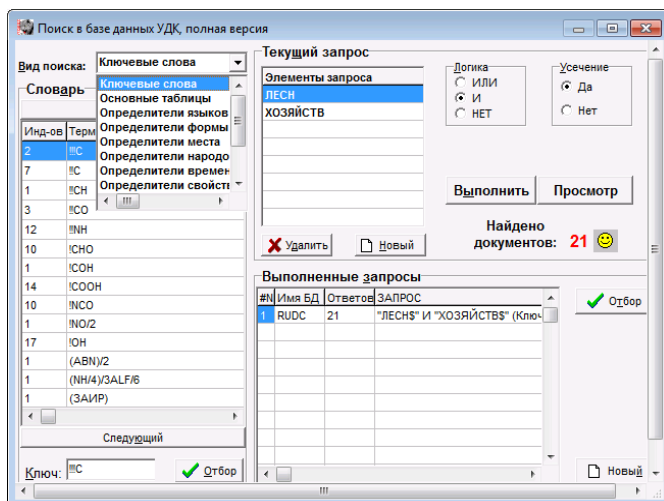 Поиск в базе данных УДК, полная версия
Вид поиска:
Ключевые слова
Ключевые слова
Основные таблицы
Определители языков
Определители формы
Определители места
Определители народо
Определители времен
Определители свойств
Словарь
Инд-ов Терм
2 !!!C
7 !!C
1 !!CH
3 !!CO
12 !!NH
10 !CHO
1 !COH
14 !COOH
10 !NCO
1 !NO/2
17 !OH
1 (ABN)/2
1 (NH/4)/3ALF/6
1 (ЗАИР)
Следующий
Ключ: !!!C
Отбор
Текущий запрос
Элементы запроса
ЛЕСН
ХОЗЯЙСТВ
Удалить
Новый
Логика
ИЛИ
И
НЕТ
Усечение
Да
Нет
Выполнить
Просмотр
Найдено
документов: 21
Выполненные запросы
#N Имя БД Ответов ЗАПРОС
1 RUDC 21 "ЛЕСН$" И "ХОЗЯЙСТВ$" (Ключ
Отбор
Новый